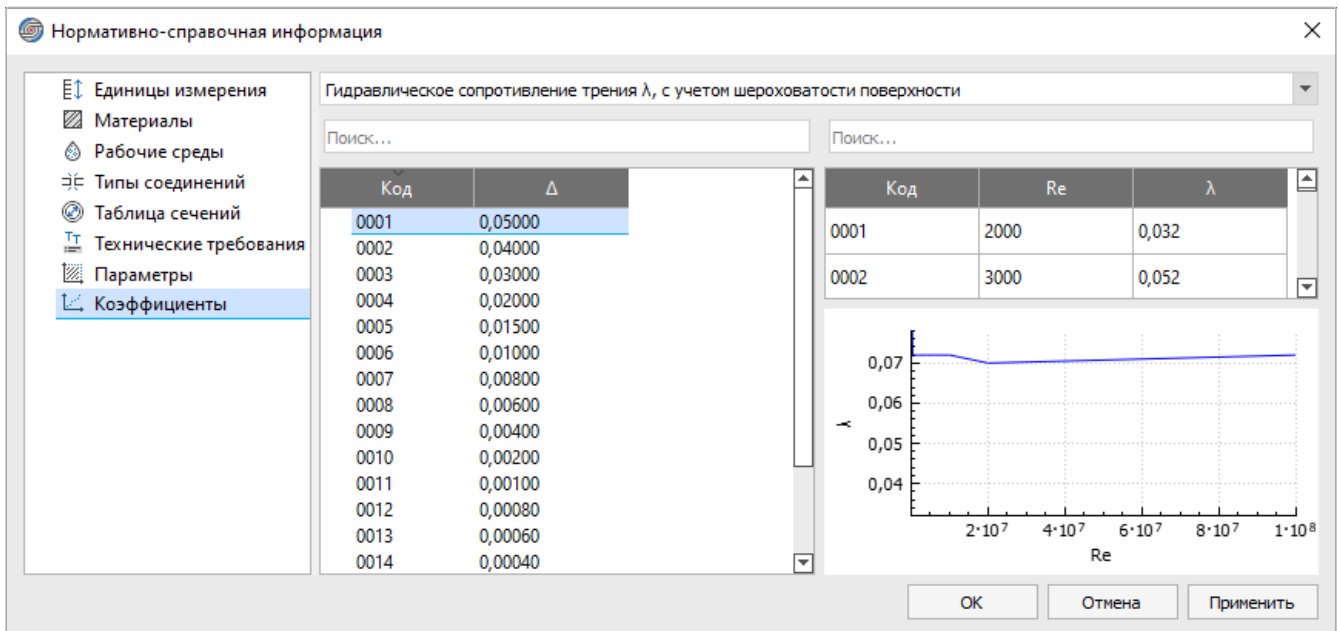 Нормативно-справочная информация
Единицы измерения
Материалы
Рабочие среды
Типы соединений
Таблица сечений
Технические требования
Параметры
Коэффициенты
Гидравлическое сопротивление трения λ, с учетом шероховатости поверхности
Поиск... Поиск...
Код Δ
0001 0,05000
0002 0,04000
0003 0,03000
0004 0,02000
0005 0,01500
0006 0,01000
0007 0,00800
0008 0,00600
0009 0,00400
0010 0,00200
0011 0,00100
0012 0,00080
0013 0,00060
0014 0,00040
Код Re λ
0001 2000 0,032
0002 3000 0,052
λ
0,07
0,06
0,05
0,04
2·10⁷ 4·10⁷ 6·10⁷ 8·10⁷ 1·10⁸
Re
ОК Отмена Применить